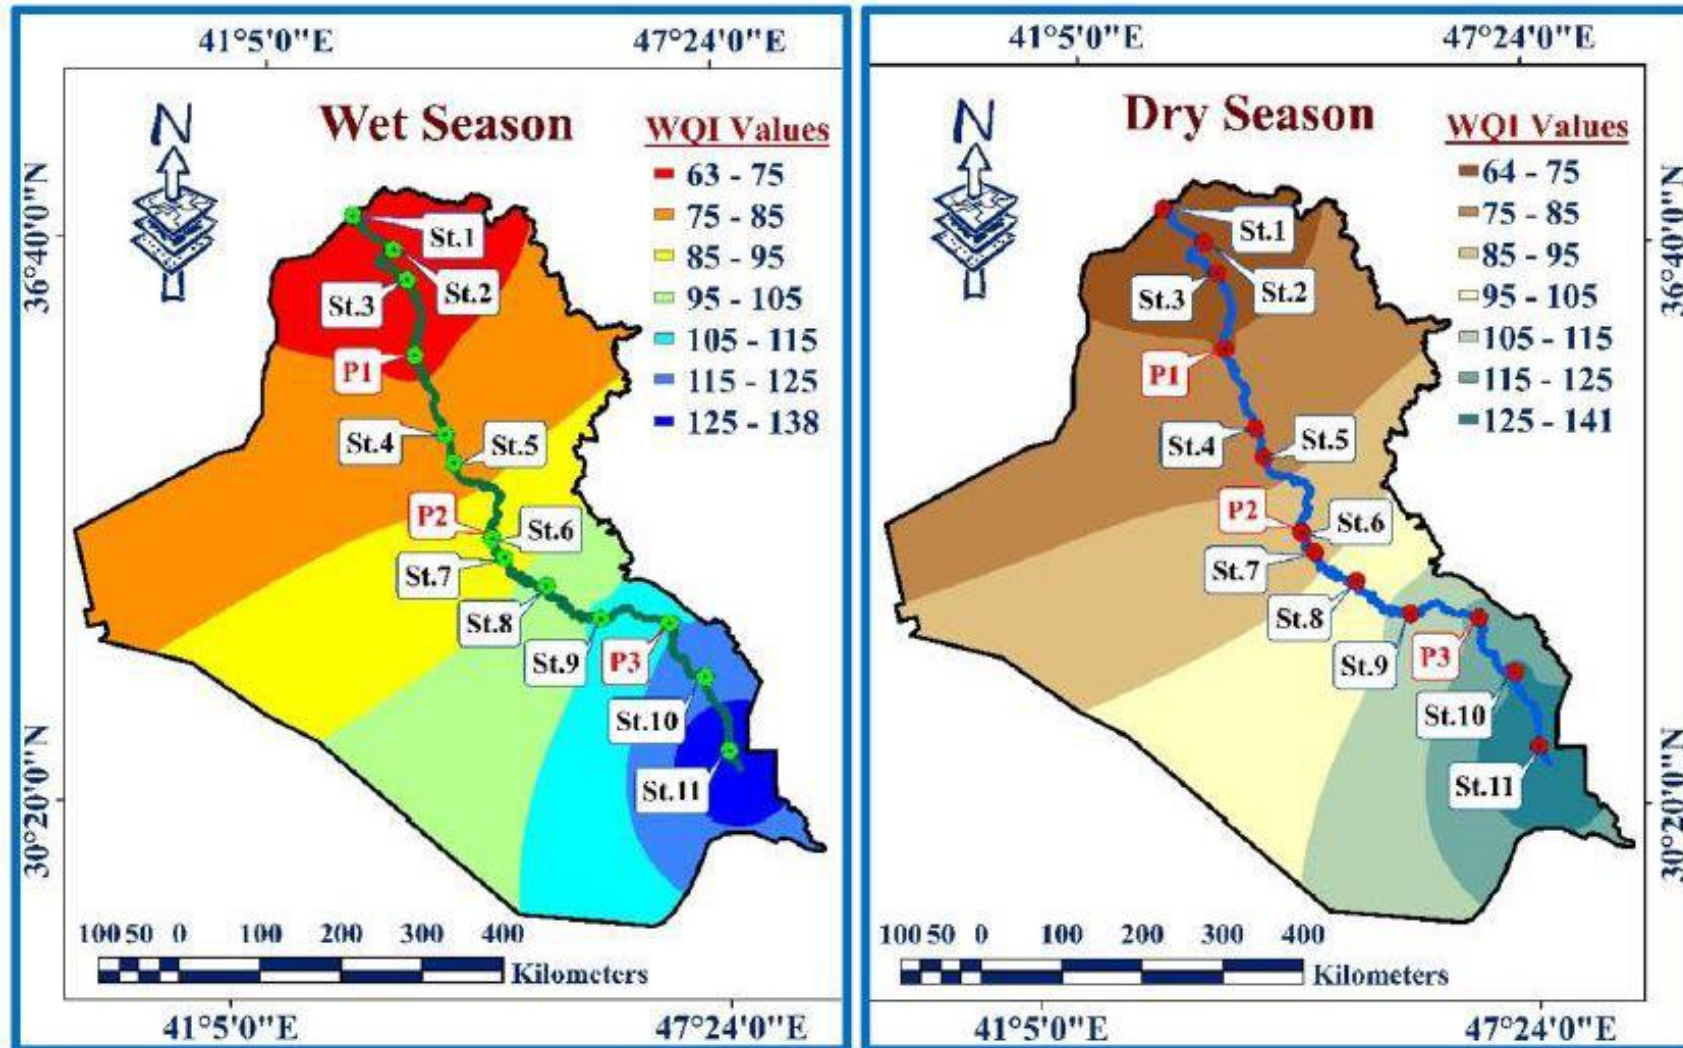 41°5'0"E 47°24'0"E
36°40'0"N
30°20'0"N
N
Wet Season
WQI Values
63 - 75
75 - 85
85 - 95
95 - 105
105 - 115
115 - 125
125 - 138
St.1
St.2
St.3
P1
St.4
St.5
P2
St.6
St.7
St.8
St.9
P3
St.10
St.11
100 50 0 100 200 300 400
Kilometers
41°5'0"E 47°24'0"E
41°5'0"E 47°24'0"E
N
Dry Season
WQI Values
64 - 75
75 - 85
85 - 95
95 - 105
105 - 115
115 - 125
125 - 141
St.1
St.2
St.3
P1
St.4
St.5
P2
St.6
St.7
St.8
St.9
P3
St.10
St.11
36°40'0"N
30°20'0"N
100 50 0 100 200 300 400
Kilometers
41°5'0"E 47°24'0"E